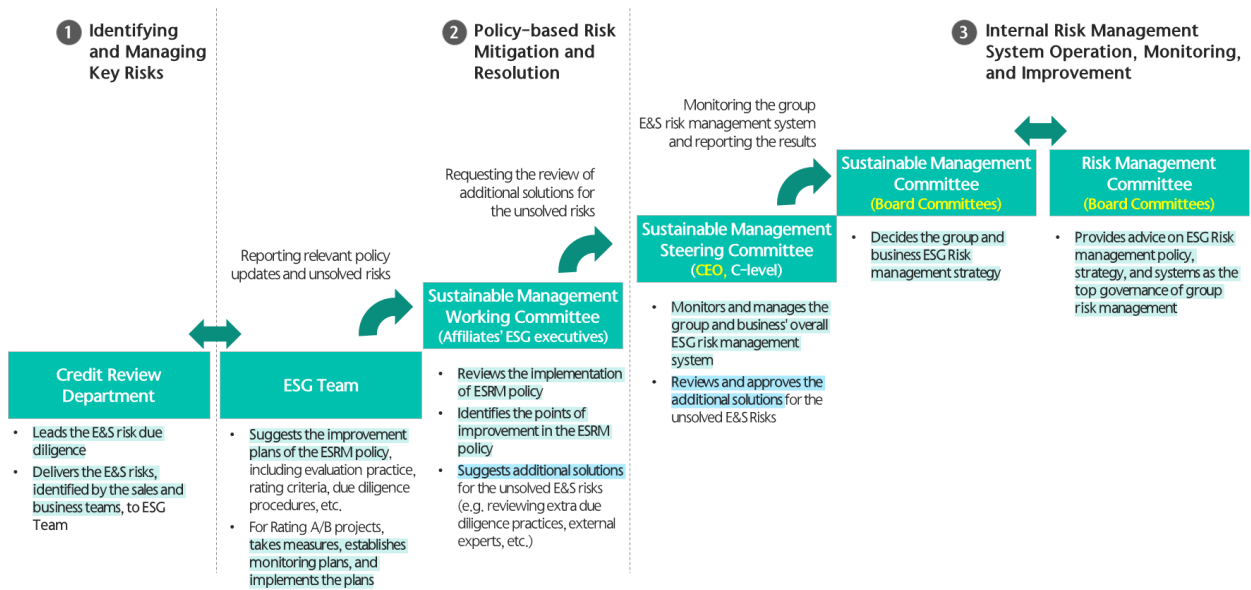 1 Identifying
and Managing
Key Risks
2 Policy-based Risk
Mitigation and
Resolution
3 Internal Risk Management
System Operation, Monitoring,
and Improvement
Credit Review
Department
• Leads the E&S risk due
diligence
• Delivers the E&S risks,
identified by the sales and
business teams, to ESG
Team
Reporting relevant policy
updates and unsolved risks
ESG Team
• Suggests the improvement
plans of the ESRM policy,
including evaluation practice,
rating criteria, due diligence
procedures, etc.
• For Rating A/B projects,
takes measures, establishes
monitoring plans, and
implements the plans
Requesting the review of
additional solutions for
the unsolved risks
Sustainable Management
Working Committee
(Affiliates' ESG executives)
• Reviews the implementation
of ESRM policy
• Identifies the points of
improvement in the ESRM
policy
• Suggests additional solutions
for the unsolved E&S risks
(e.g. reviewing extra due
diligence practices, external
experts, etc.)
Monitoring the group
E&S risk management system
and reporting the results
Sustainable Management
Steering Committee
(CEO, C-level)
• Monitors and manages the
group and business' overall
ESG risk management
system
• Reviews and approves the
additional solutions for the
unsolved E&S Risks
Sustainable Management
Committee
(Board Committees)
• Decides the group and
business ESG Risk
management strategy
Risk Management
Committee
(Board Committees)
• Provides advice on ESG Risk
management policy,
strategy, and systems as the
top governance of group
risk management